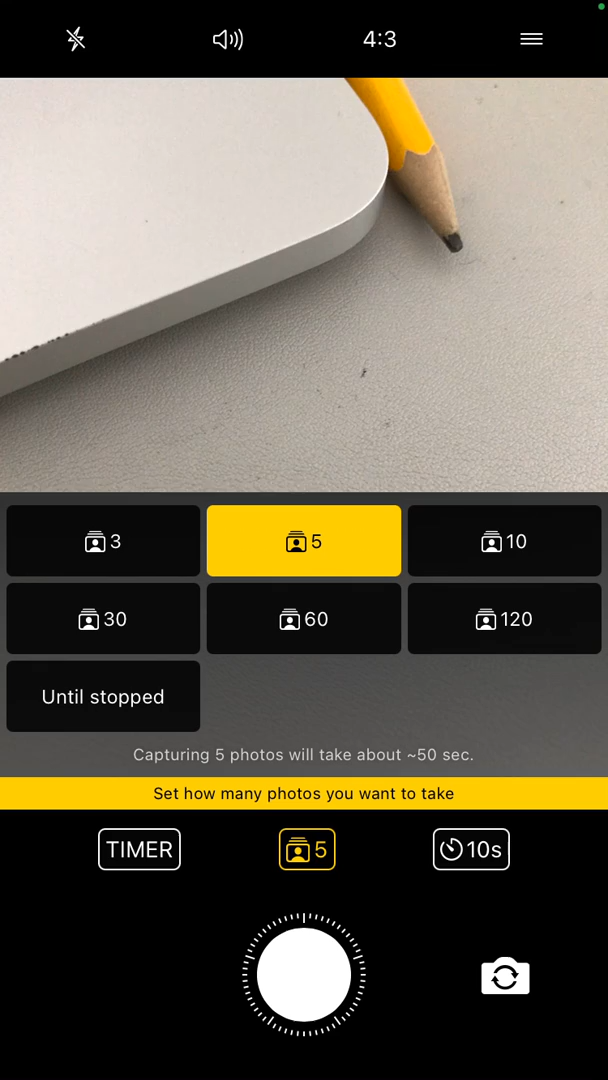 4:3
3
5
10
30
60
120
Until stopped
Capturing 5 photos will take about ~50 sec.
Set how many photos you want to take
TIMER
5
10s